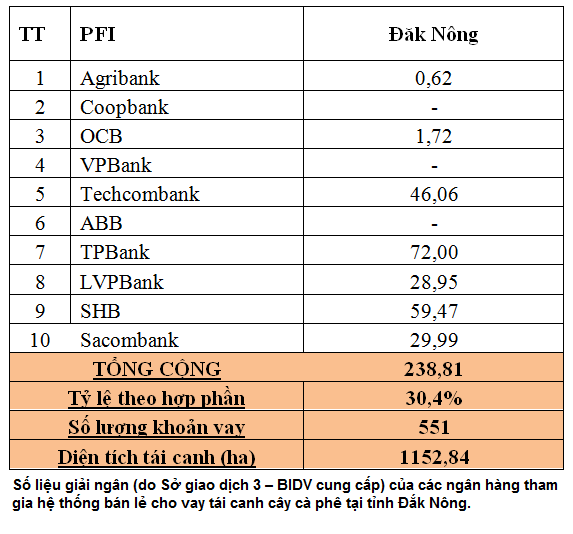 TT PFI Đăk Nông
1 Agribank 0,62
2 Coopbank -
3 OCB 1,72
4 VPBank -
5 Techcombank 46,06
6 ABB -
7 TPBank 72,00
8 LVPBank 28,95
9 SHB 59,47
10 Sacombank 29,99
TỔNG CỘNG 238,81
Tỷ lệ theo hợp phần 30,4%
Số lượng khoản vay 551
Diện tích tái canh (ha) 1152,84
Số liệu giải ngân (do Sở giao dịch 3 – BIDV cung cấp) của các ngân hàng tham
gia hệ thống bán lẻ cho vay tái canh cây cà phê tại tỉnh Đắk Nông.